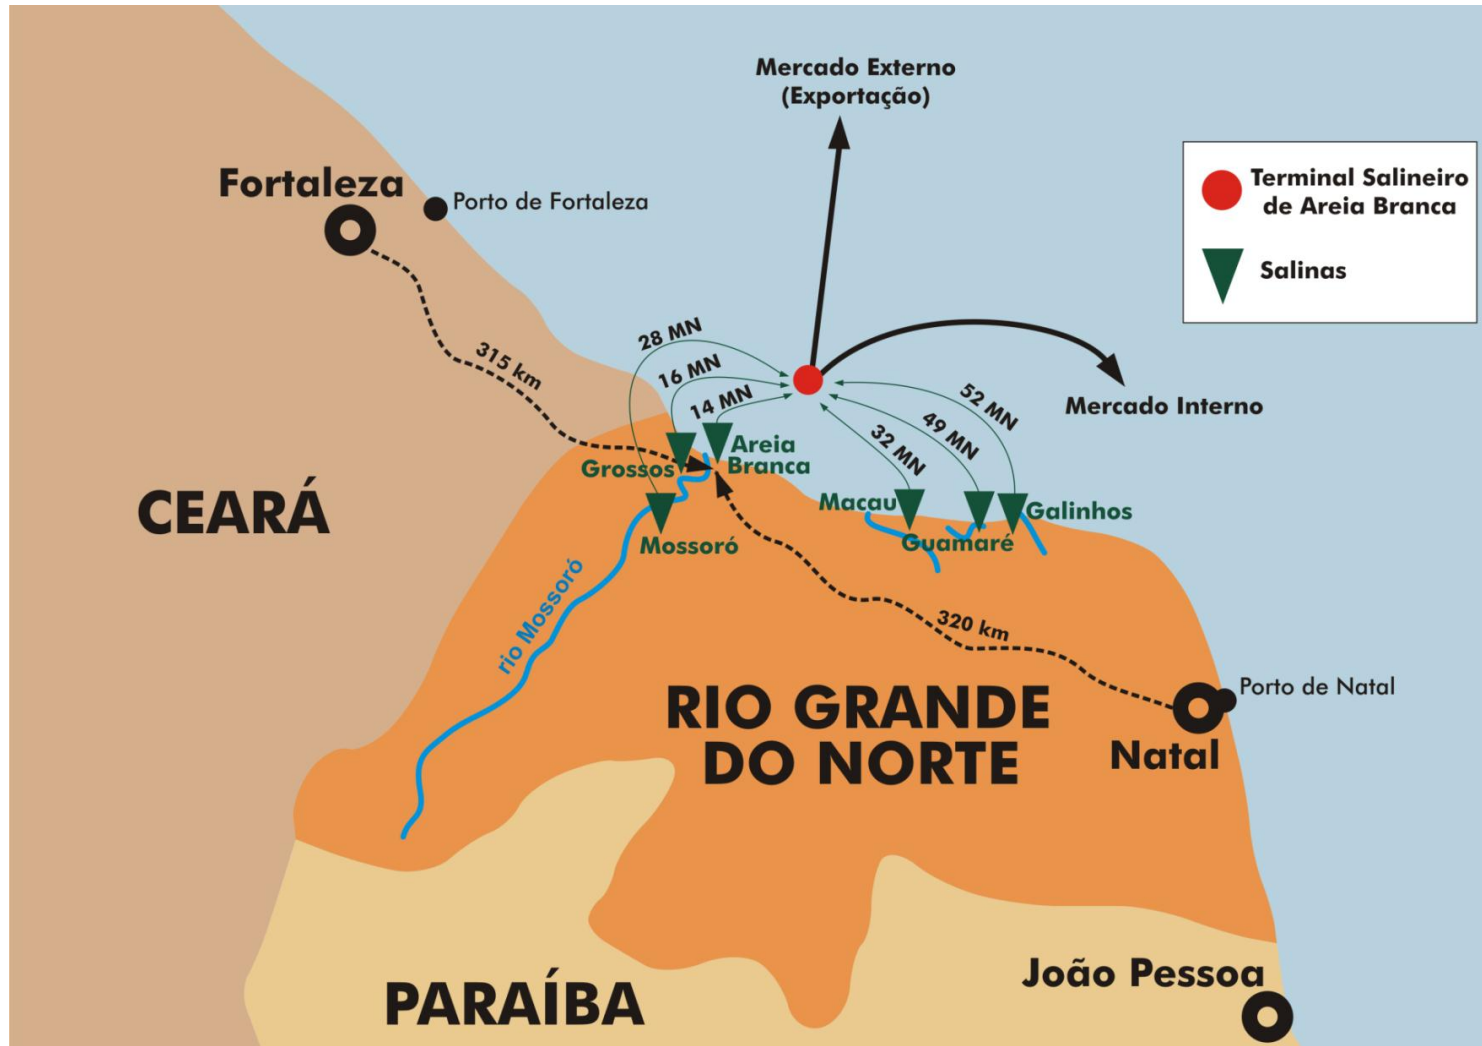 Mercado Externo
(Exportação)
Terminal Salineiro
de Areia Branca
Salinas
Fortaleza
Porto de Fortaleza
315 km
28 MN
16 MN
14 MN
52 MN
49 MN
32 MN
Mercado Interno
Areia
Branca
Grossos
Mossoró
Macau
Guamaré
Galinhos
CEARÁ
rio Mossoró
320 km
RIO GRANDE
DO NORTE
Porto de Natal
Natal
João Pessoa
PARAÍBA